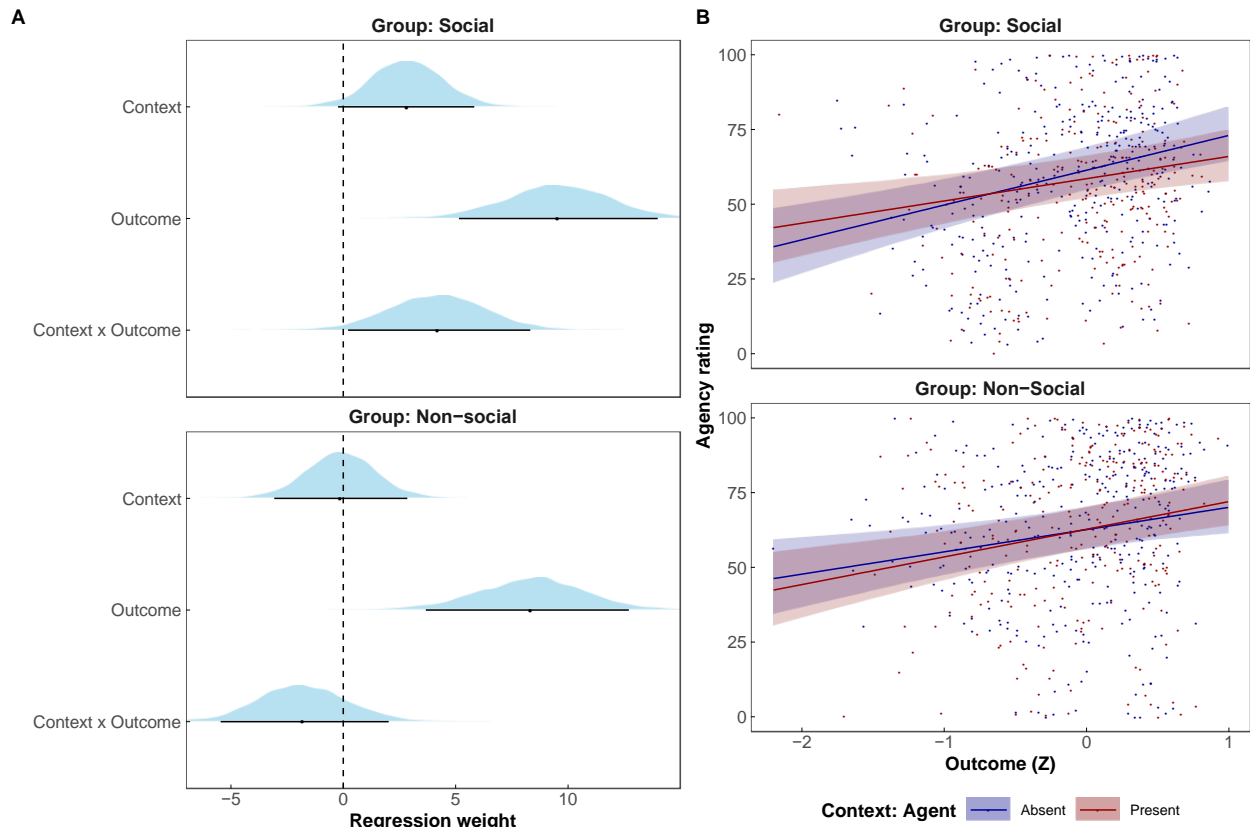 A
Group: Social
Context
Outcome
Context x Outcome
Group: Non−social
Context
Outcome
Context x Outcome
−5
0
5
10
Regression weight
B
Group: Social
100
75
50
25
0
Agency rating
Group: Non−Social
100
75
50
25
0
−2
−1
0
1
Outcome (Z)
Context: Agent
Absent
Present